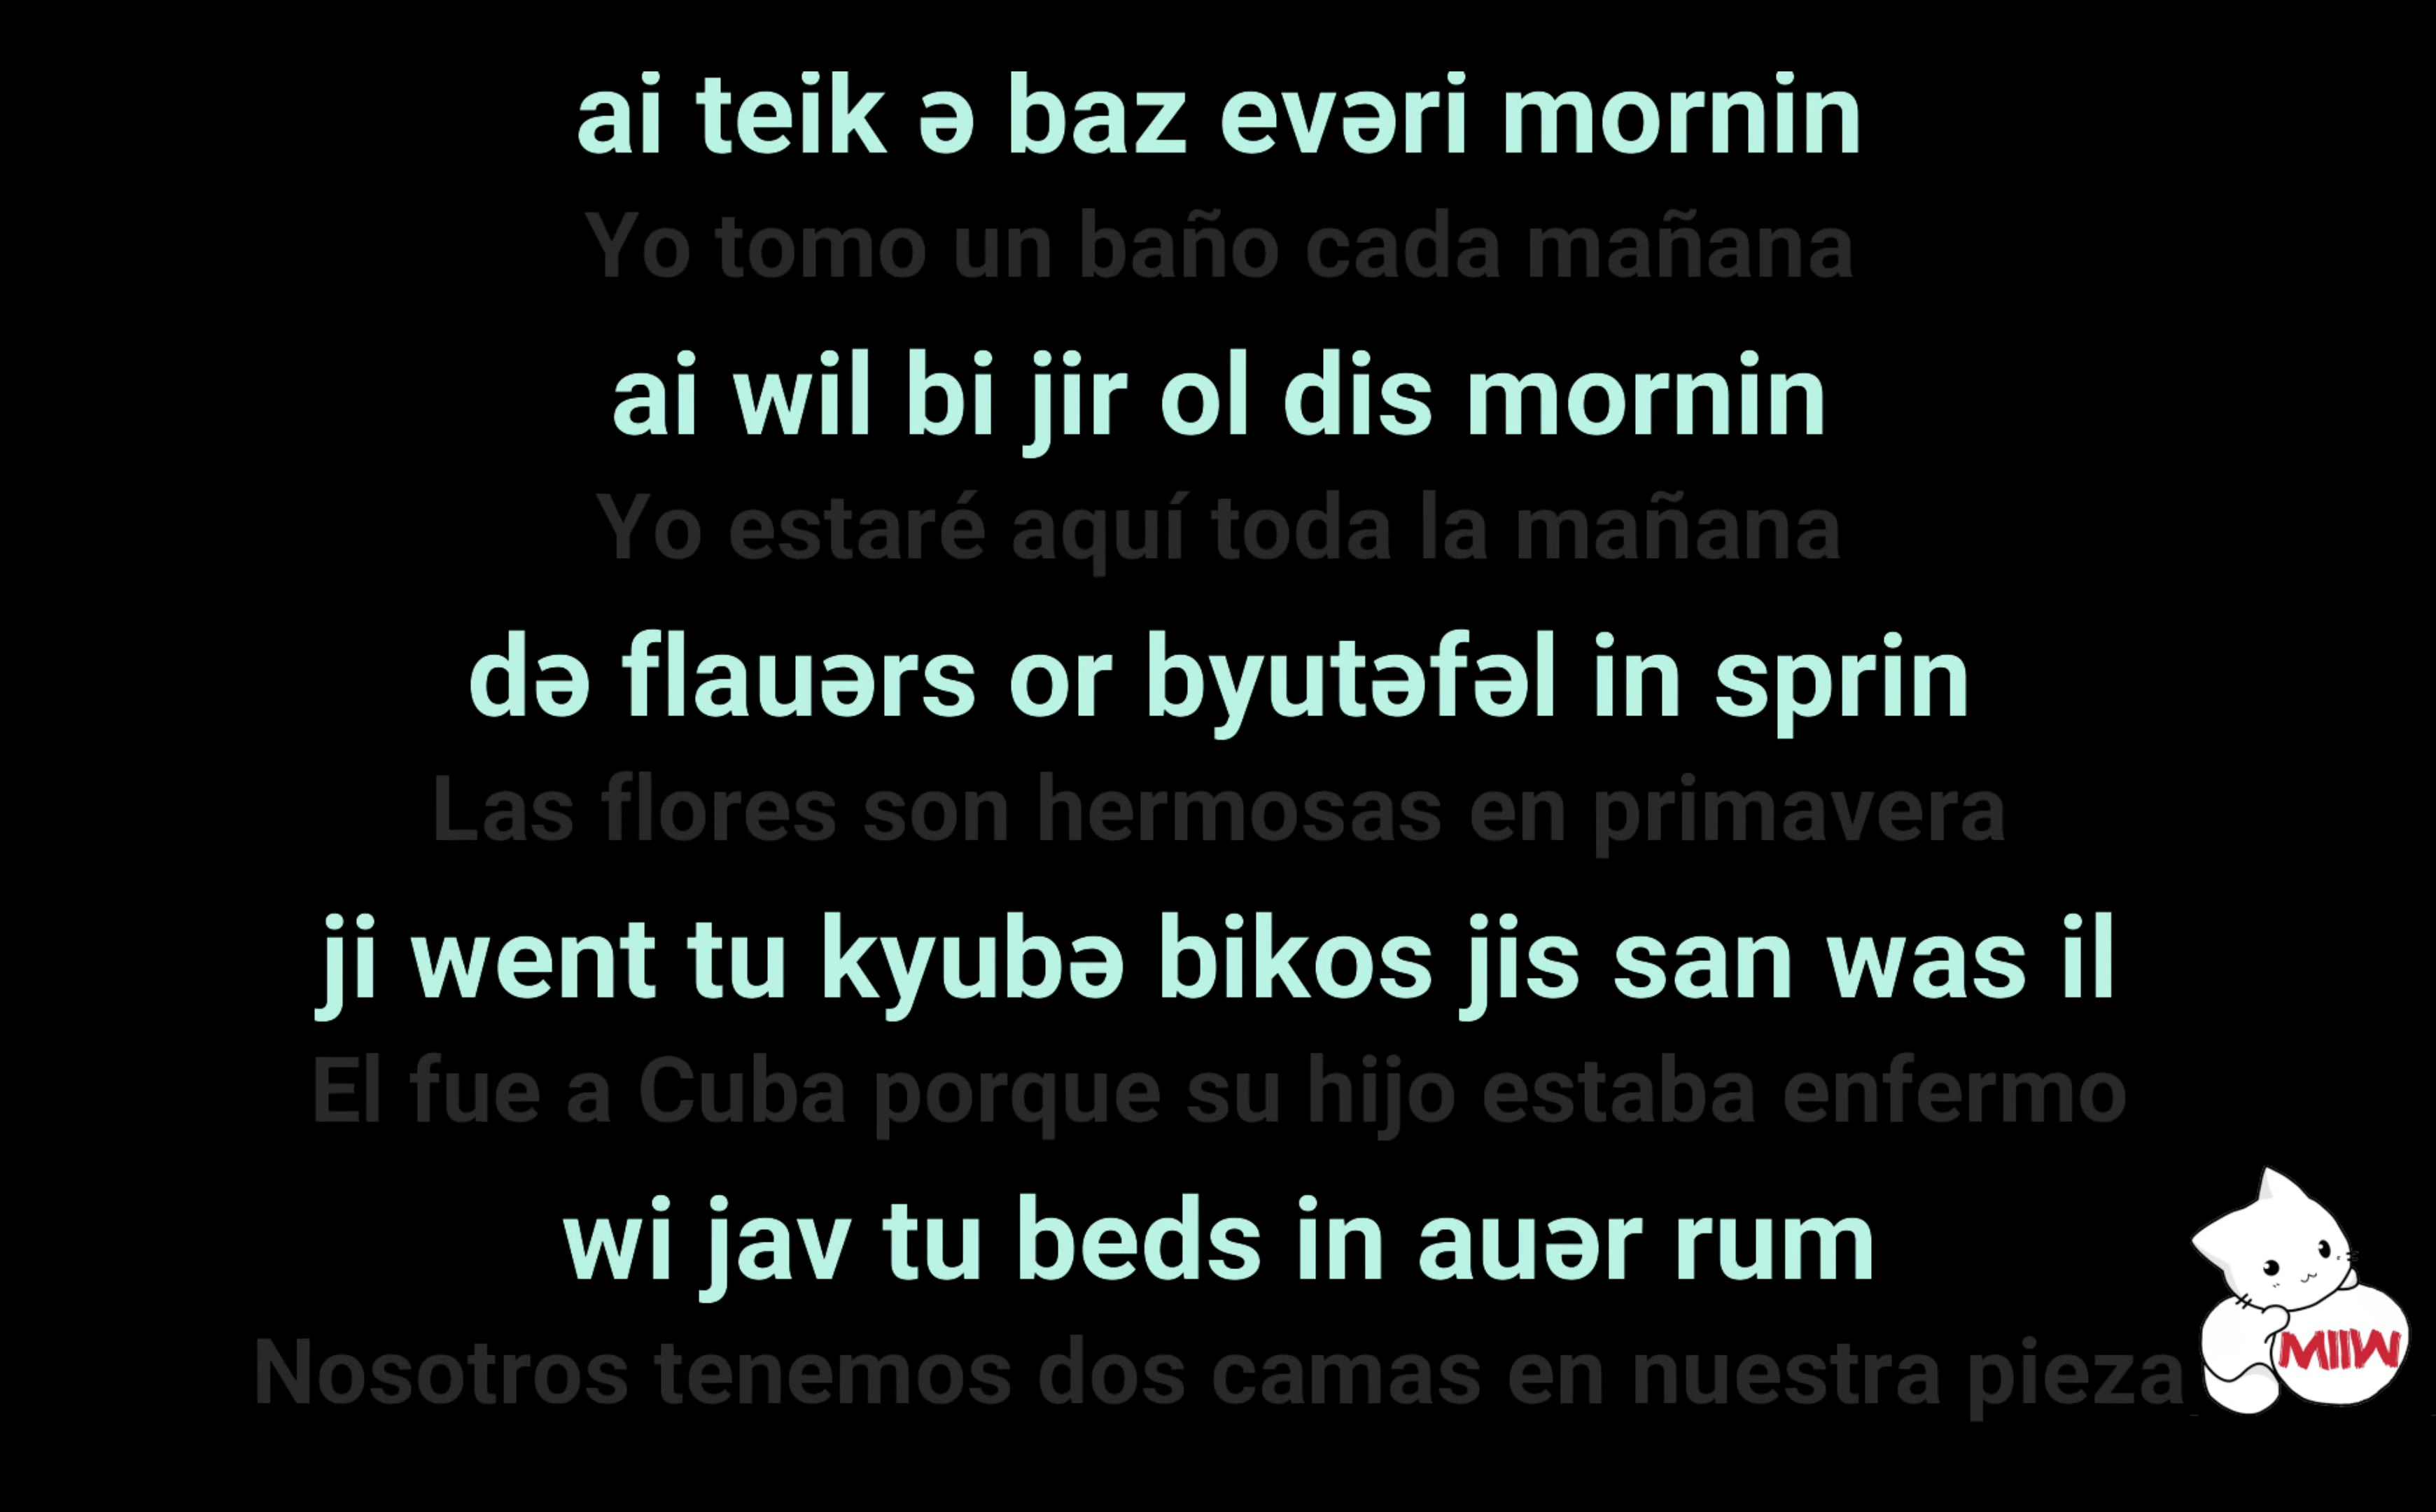 ai teik ə baz evəri mornin
Yo tomo un baño cada mañana
ai wil bi jir ol dis mornin
Yo estaré aquí toda la mañana
də flauərs or byutəfəl in sprin
Las flores son hermosas en primavera
ji went tu kyubə bikos jis san was il
El fue a Cuba porque su hijo estaba enfermo
wi jav tu beds in auər rum
Nosotros tenemos dos camas en nuestra pieza
MIIW